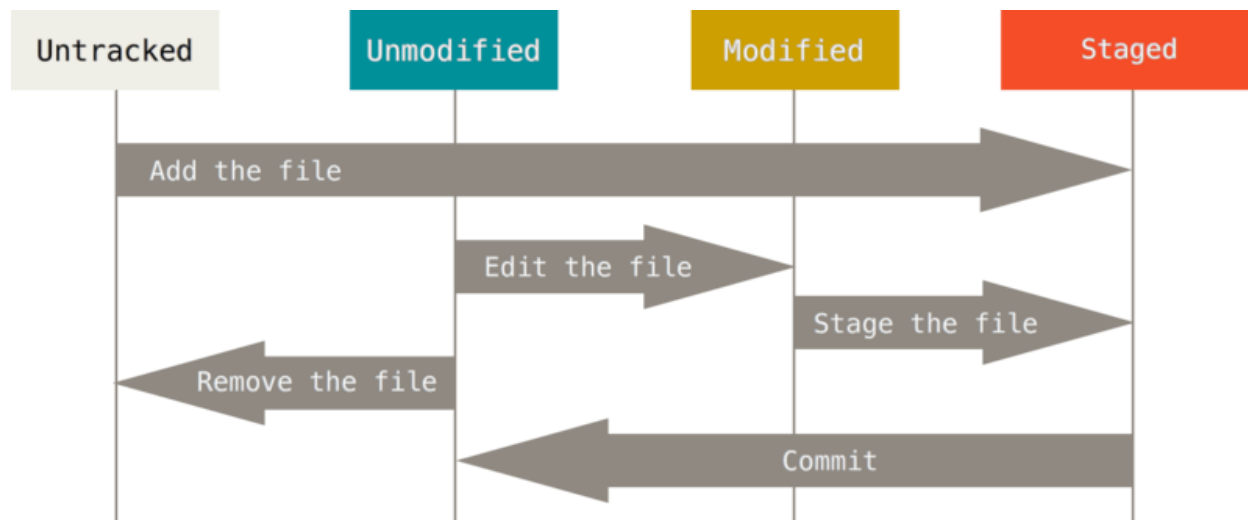 Untracked
Unmodified
Modified
Staged
Add the file
Edit the file
Stage the file
Remove the file
Commit